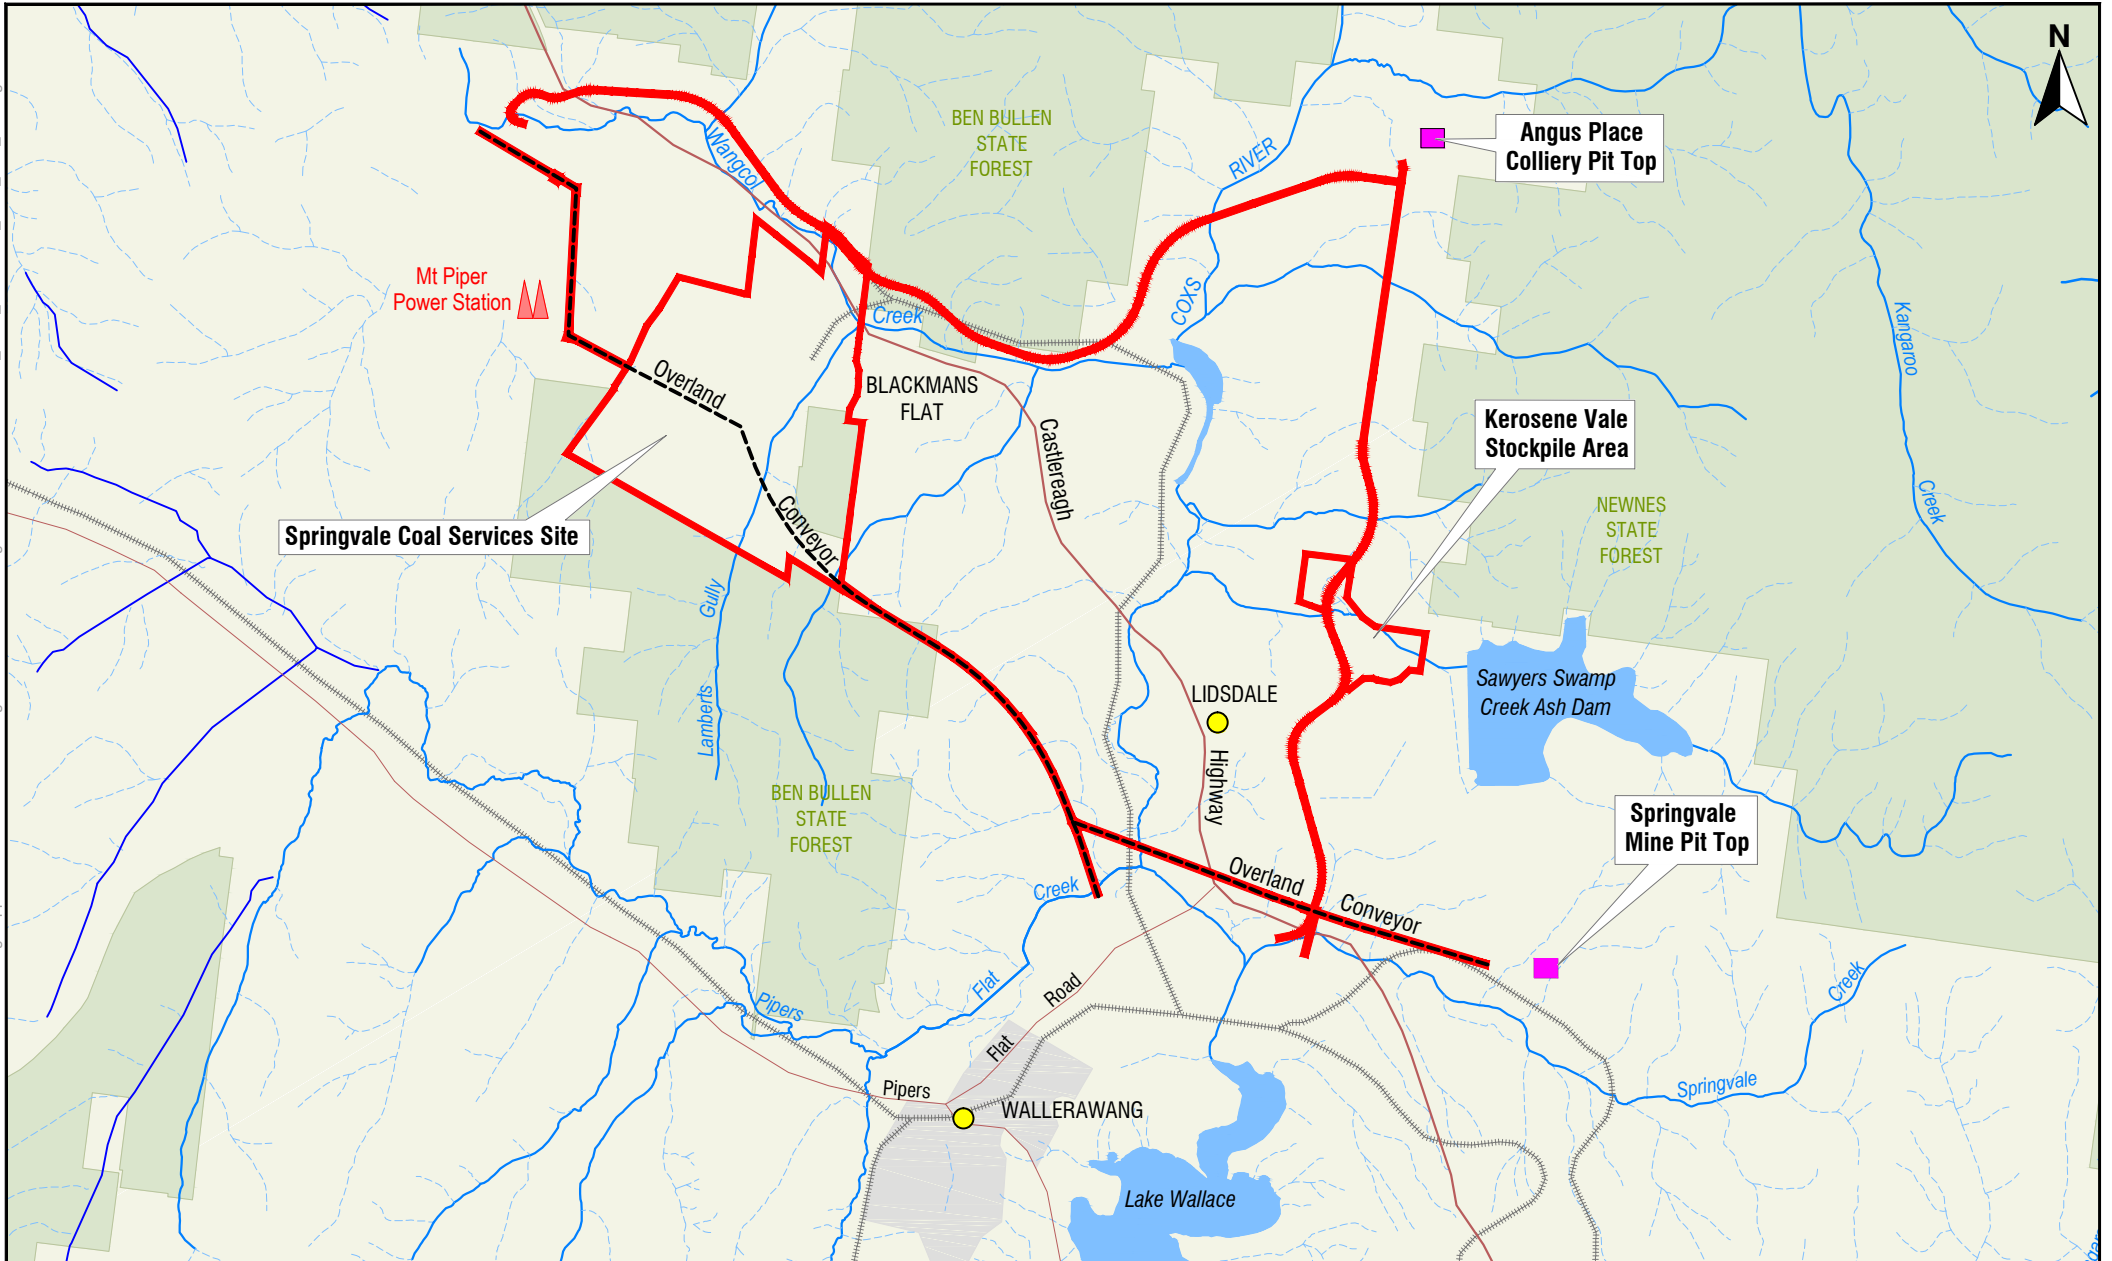 N
Angus Place
Colliery Pit Top
BEN BULLEN
STATE
FOREST
RIVER
Wangcol
Mt Piper
Power Station
COXS
Creek
Kangaroo
Overland
BLACKMANS
FLAT
Castlereagh
Kerosene Vale
Stockpile Area
Creek
NEWNES
STATE
FOREST
Conveyor
Springvale Coal Services Site
Gully
Lamberts
LIDSDALE
Sawyers Swamp
Creek Ash Dam
Highway
BEN BULLEN
STATE
FOREST
Springvale
Mine Pit Top
Overland
Creek
Conveyor
Flat
Road
Pipers
Creek
Flat
Pipers
Springvale
WALLERAWANG
Lake Wallace